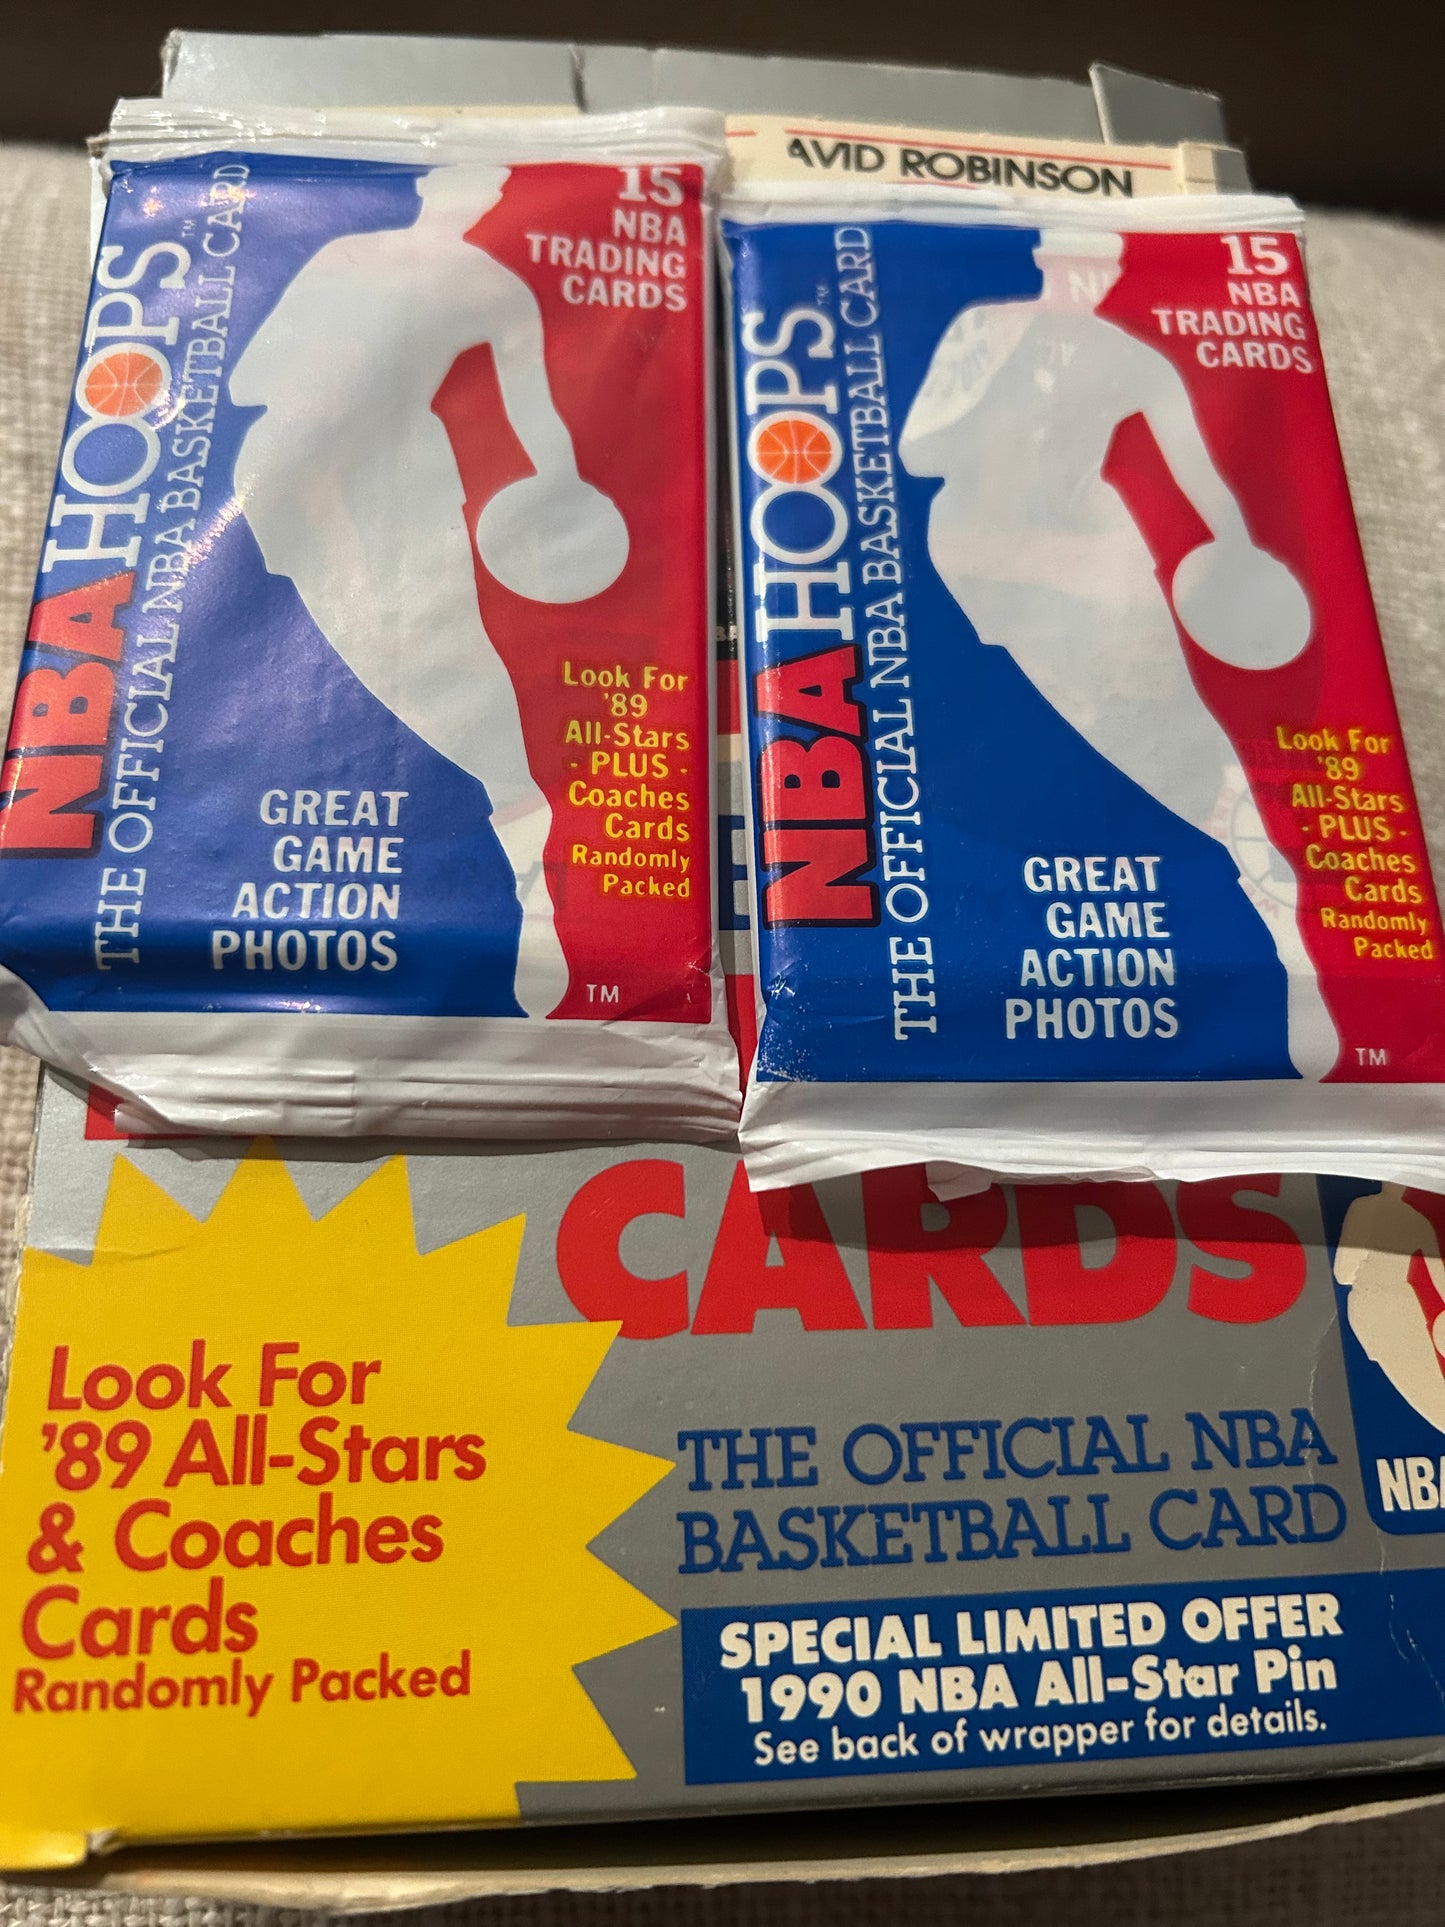 AVID ROBINSON
15
NBA
TRADING
CARDS
NBA HOOPS™
THE OFFICIAL NBA BASKETBALL CARD
Look For
'89
All-Stars
- PLUS -
Coaches
Cards
Randomly
Packed
GREAT
GAME
ACTION
PHOTOS
TM
15
NBA
TRADING
CARDS
NBA HOOPS™
THE OFFICIAL NBA BASKETBALL CARD
Look For
'89
All-Stars
- PLUS -
Coaches
Cards
Randomly
Packed
GREAT
GAME
ACTION
PHOTOS
TM
CARDS
Look For
'89 All-Stars
& Coaches
Cards
Randomly Packed
THE OFFICIAL NBA
BASKETBALL CARD
NBA
SPECIAL LIMITED OFFER
1990 NBA All-Star Pin
See back of wrapper for details.